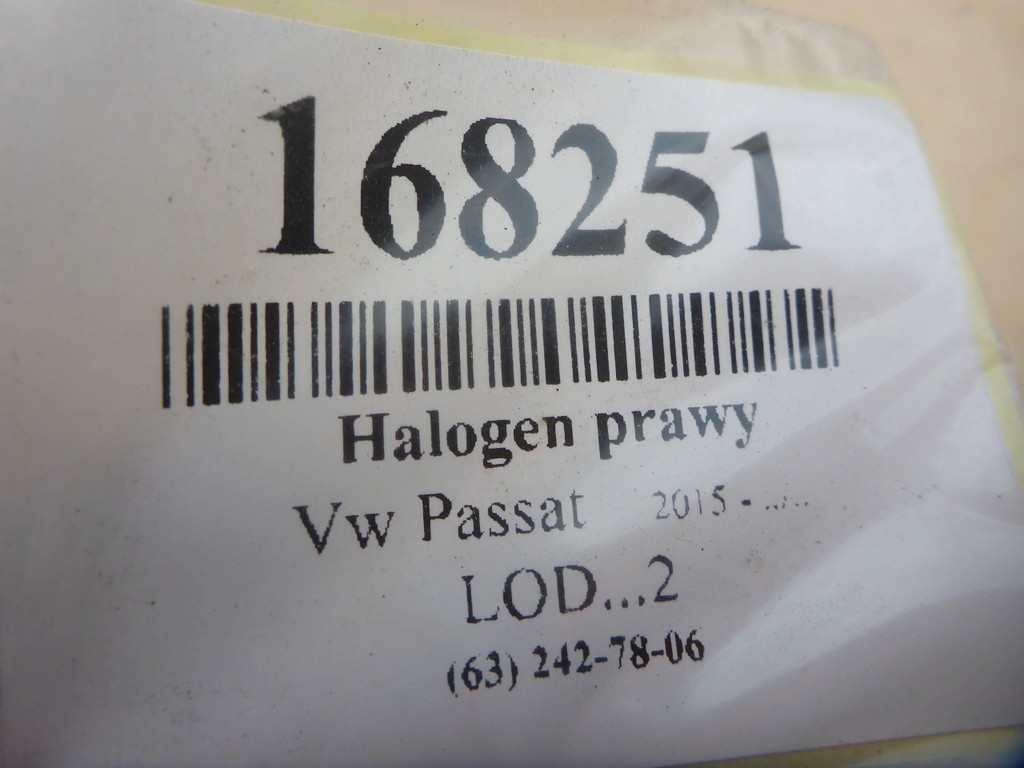 168251
Halogen prawy
Vw Passat 2015 - ......
LOD...2
(63) 242-78-06